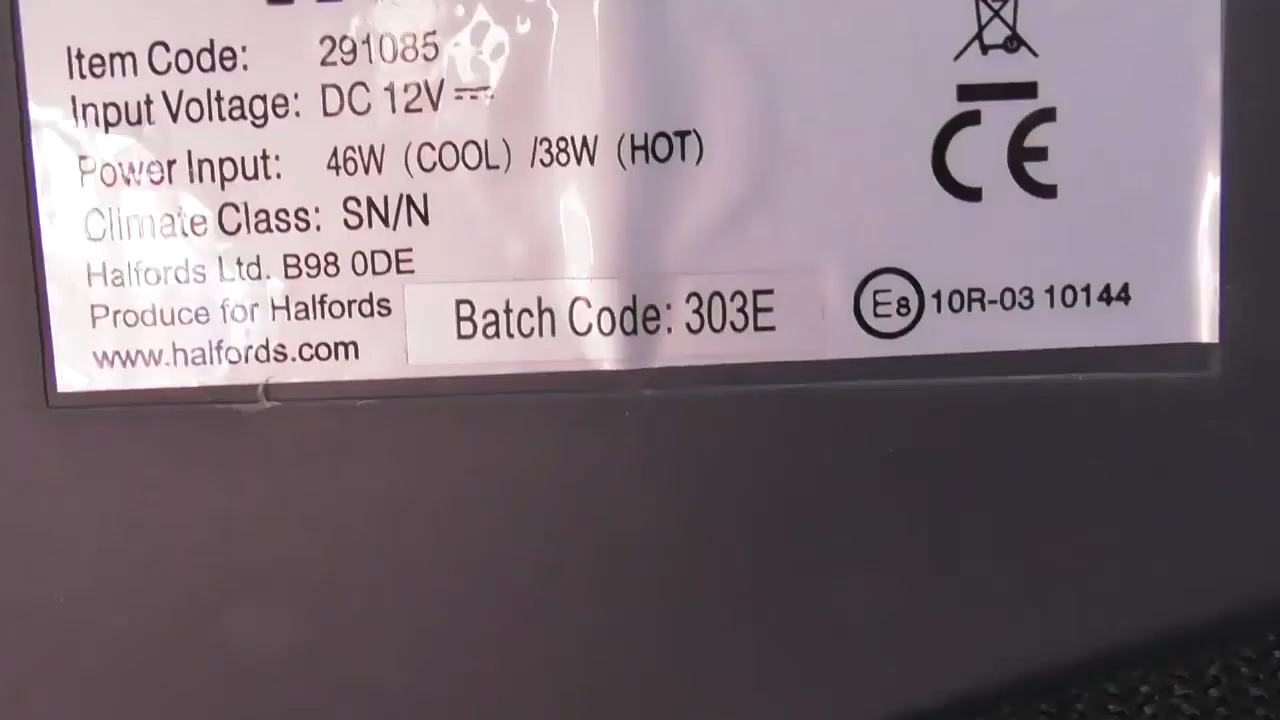 Item Code: 291085
Input Voltage: DC 12V ⎓
Power Input: 46W (COOL) /38W (HOT)
Climate Class: SN/N
Halfords Ltd. B98 0DE
Produce for Halfords
www.halfords.com
Batch Code: 303E
CE
E8 10R-03 10144